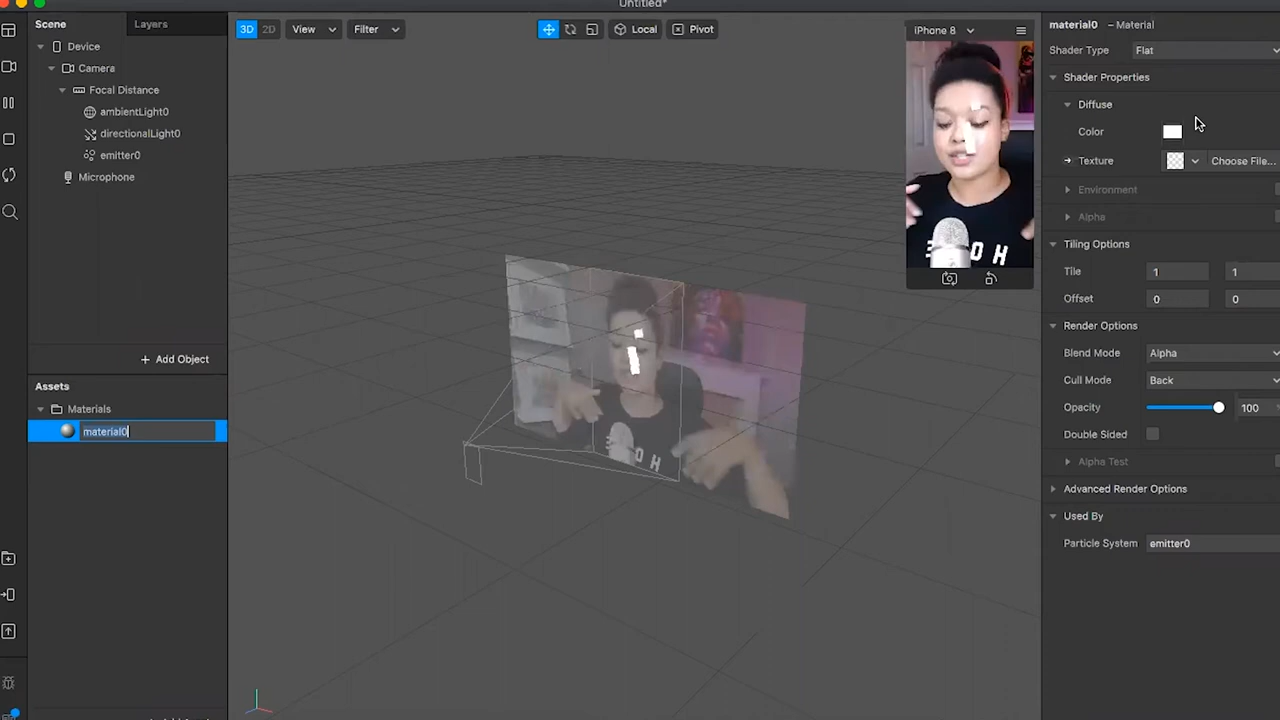 Untitled*
Scene
Layers
Device
Camera
Focal Distance
ambientLight0
directionalLight0
emitter0
Microphone
+ Add Object
Assets
Materials
material0
3D 2D
View
Filter
Local
Pivot
iPhone 8
H O
material0 – Material
Shader Type Flat
Shader Properties
Diffuse
Color
Texture Choose File...
Environment
Alpha
Tiling Options
Tile 1 1
Offset 0 0
Render Options
Blend Mode Alpha
Cull Mode Back
Opacity 100
Double Sided
Alpha Test
Advanced Render Options
Used By
Particle System emitter0